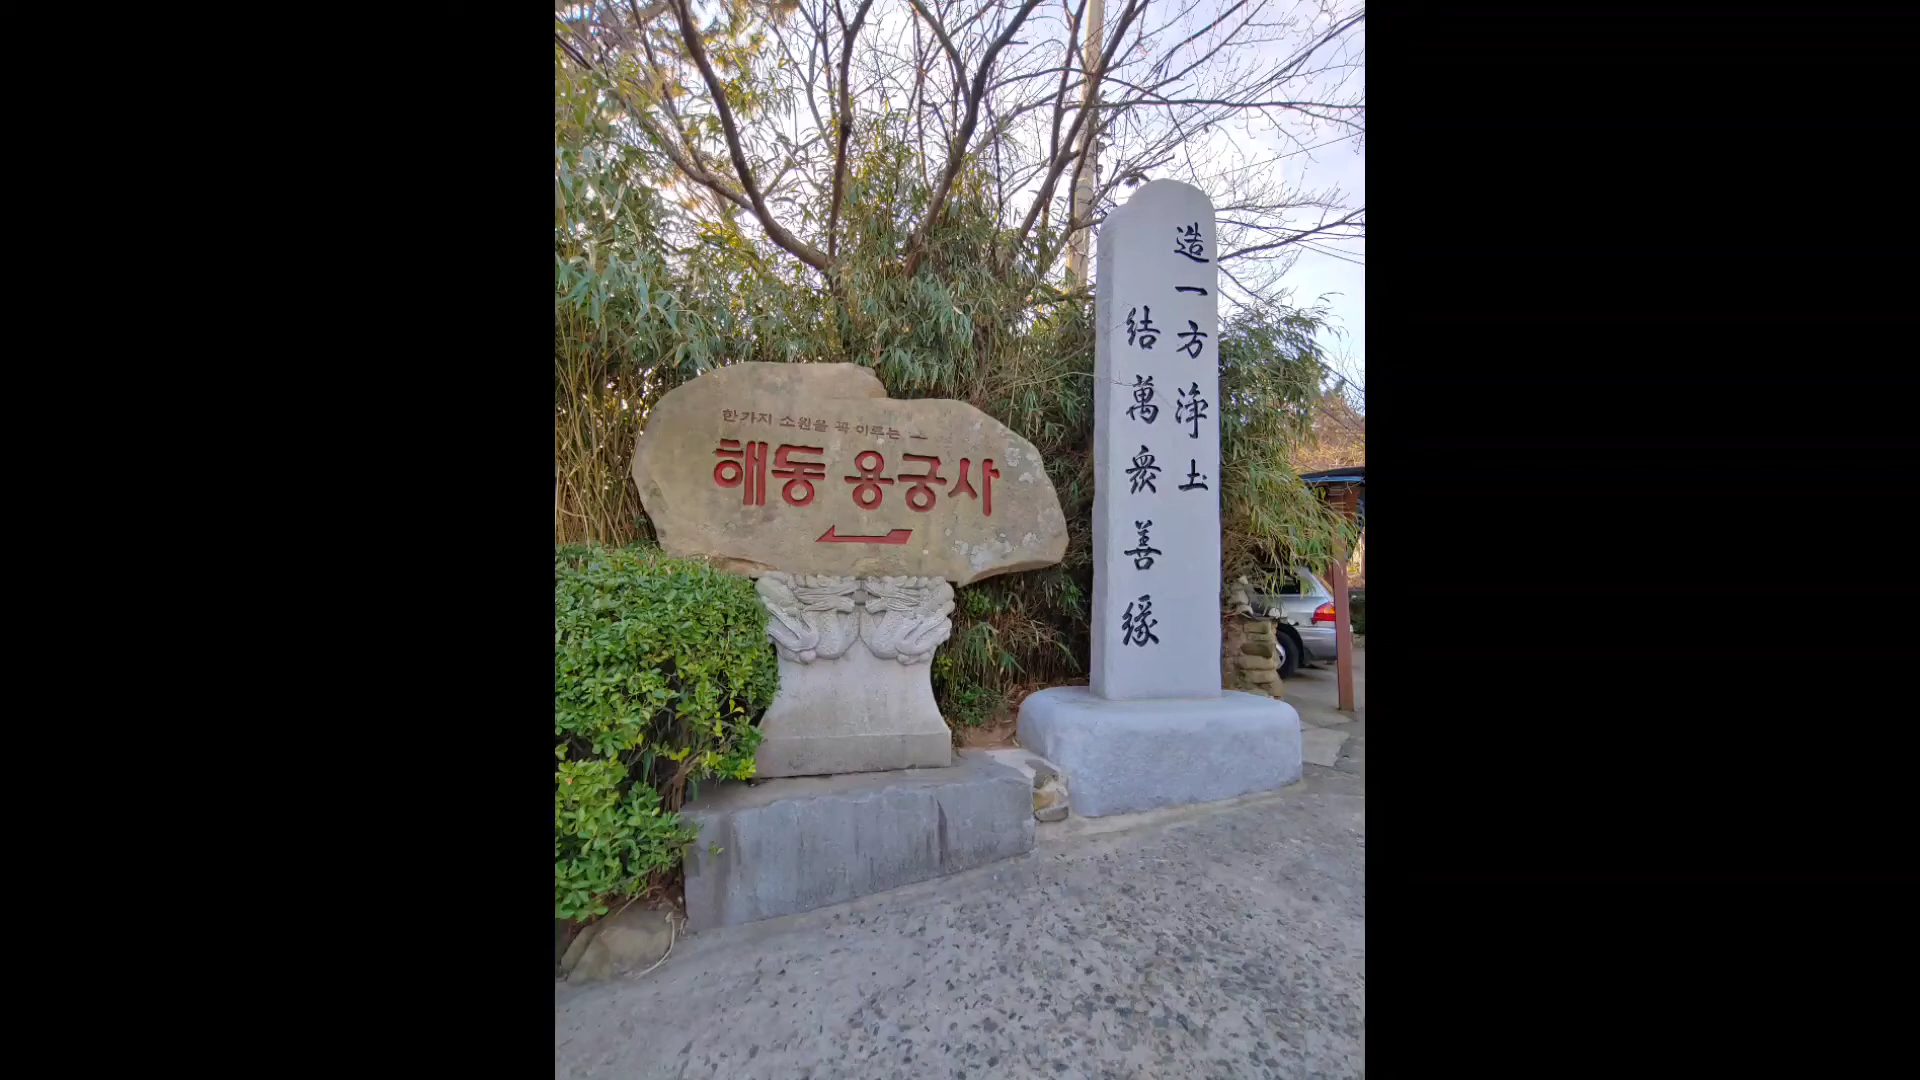 한가지 소원을 꼭 이루는
해동 용궁사
造一方淨土
結萬衆善緣